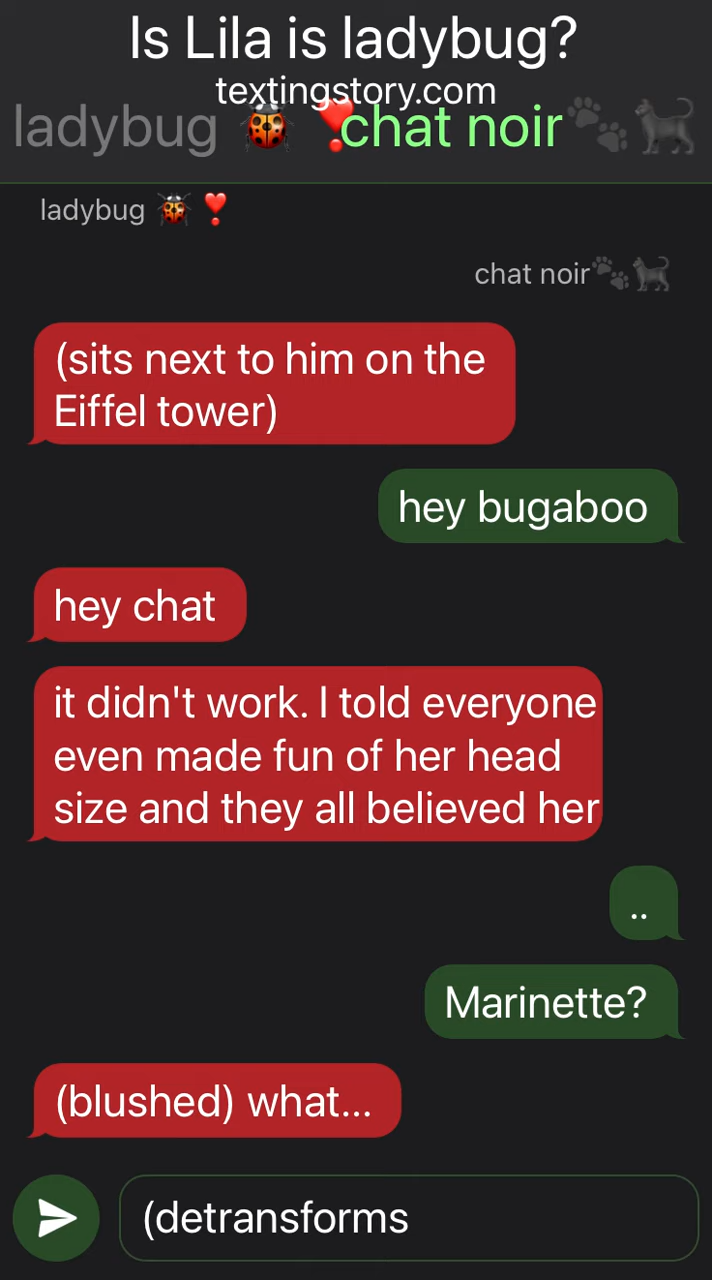 Is Lila is ladybug?
textingstory.com
ladybug 🐞 ❣️chat noir🐾🐈
ladybug 🐞 ❣️
chat noir🐾🐈
(sits next to him on the
Eiffel tower)
hey bugaboo
hey chat
it didn't work. I told everyone
even made fun of her head
size and they all believed her
..
Marinette?
(blushed) what...
(detransforms